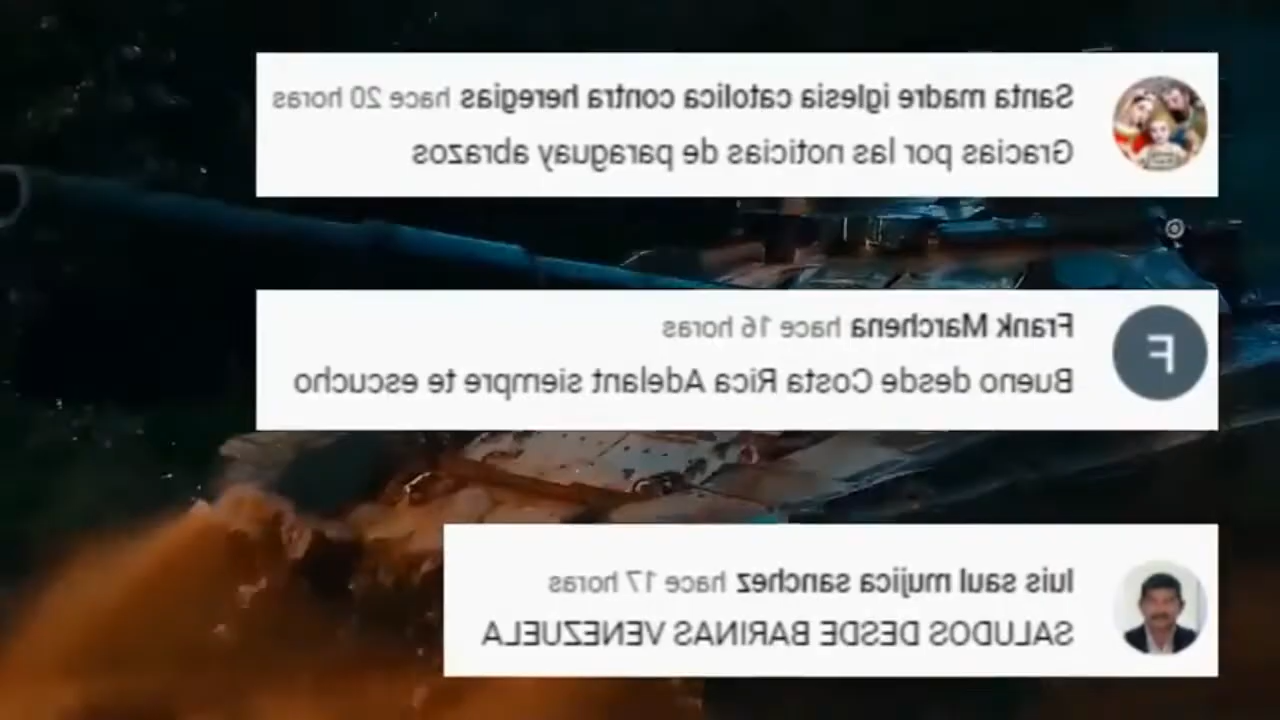 Santa madre iglesia catolica contra heregias hace 20 horas
Gracias por las noticias de paraguay abrazos
F
Frank Marchena hace 16 horas
Bueno desde Costa Rica Adelant siempre te escucho
luis saul mujica sanchez hace 17 horas
SALUDOS DESDE BARINAS VENEZUELA